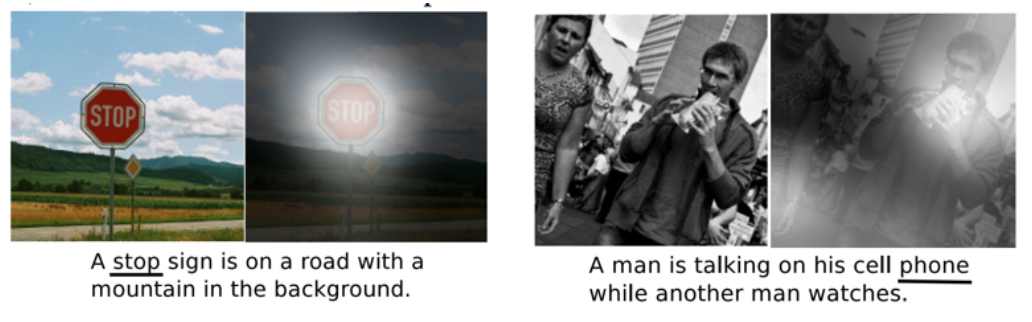 STOP
STOP
A stop sign is on a road with a
mountain in the background.
A man is talking on his cell phone
while another man watches.